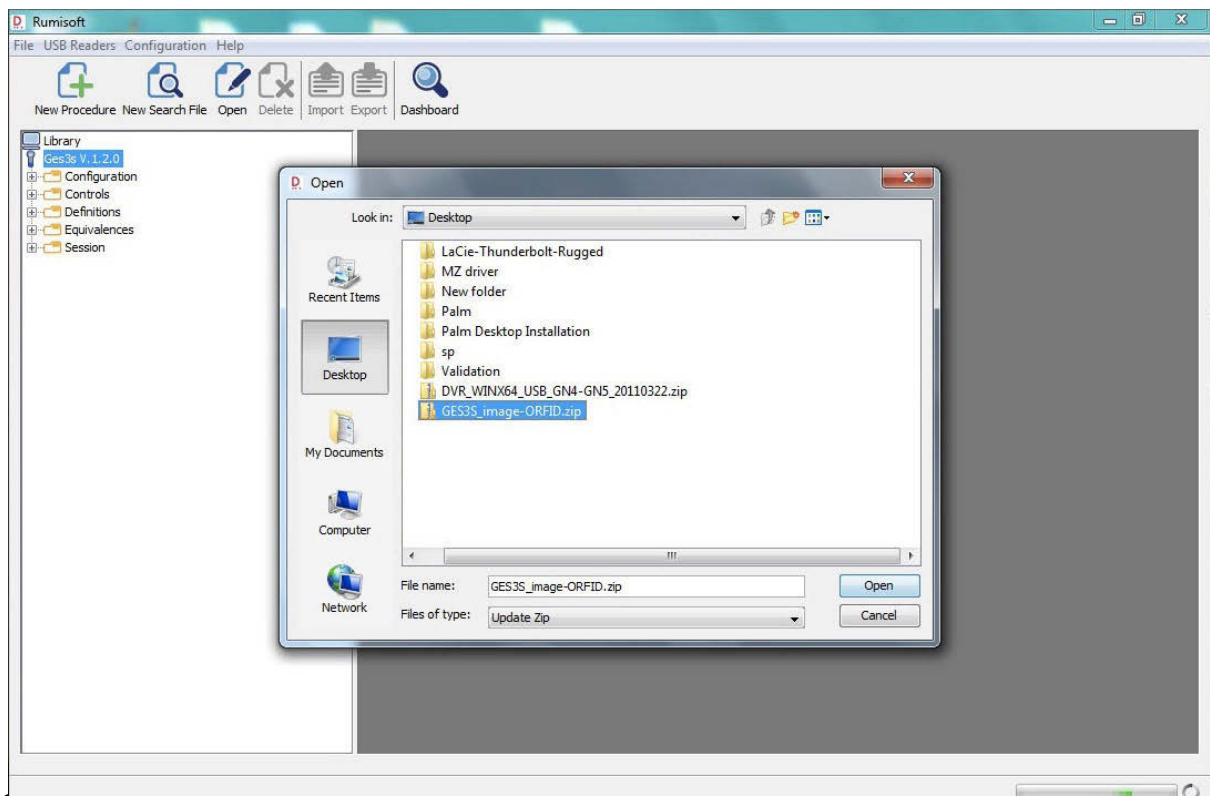 Rumisoft
File USB Readers Configuration Help
New Procedure New Search File Open Delete Import Export Dashboard
Library
Ges3s V.1.2.0
Configuration
Controls
Definitions
Equivalences
Session
Open
Look in: Desktop
Recent Items
Desktop
My Documents
Computer
Network
LaCie-Thunderbolt-Rugged
MZ driver
New folder
Palm
Palm Desktop Installation
sp
Validation
DVR_WINX64_USB_GN4-GN5_20110322.zip
GES3S_image-ORFID.zip
File name: GES3S_image-ORFID.zip Open
Files of type: Update Zip Cancel